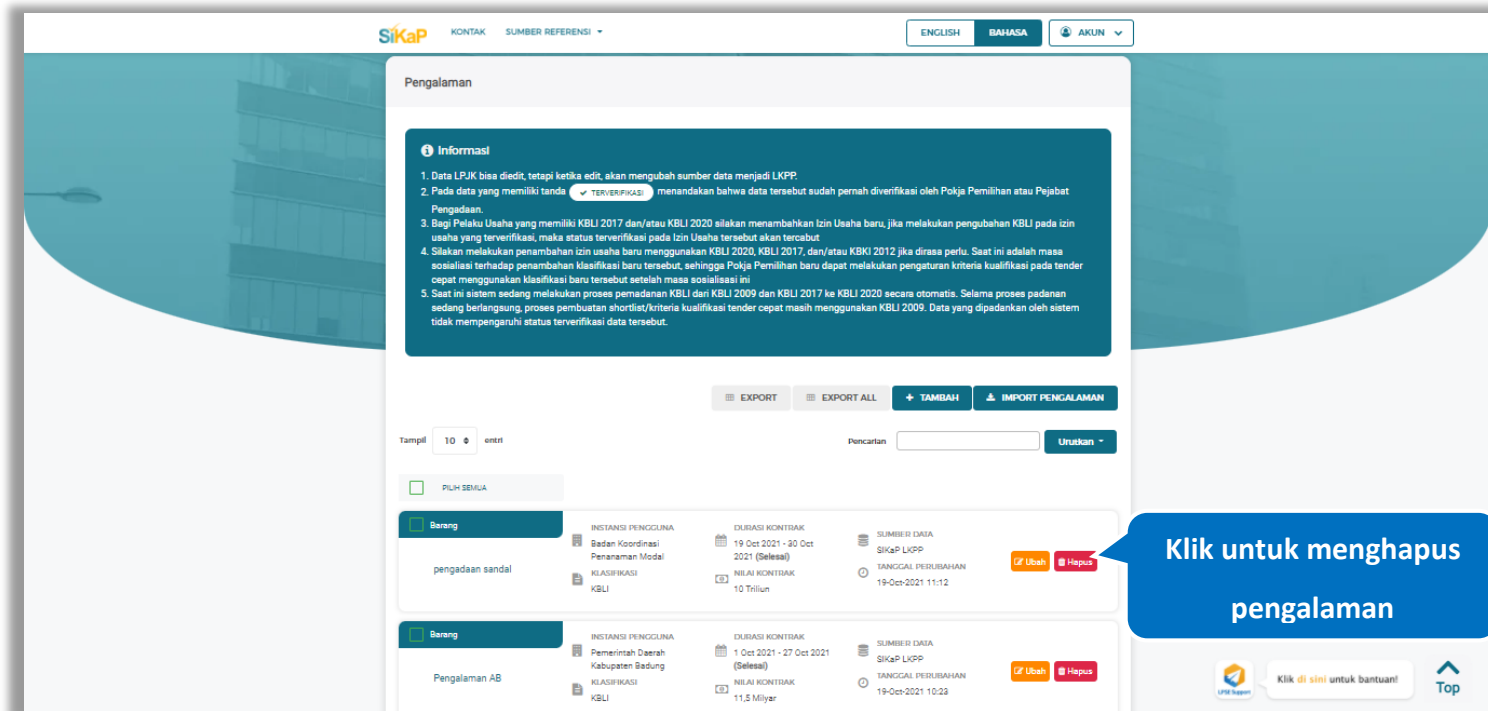 SiKaP KONTAK SUMBER REFERENSI ENGLISH BAHASA AKUN
Pengalaman
Informasi
1. Data LPJK bisa diedit, tetapi ketika edit, akan mengubah sumber data menjadi LKPP.
2. Pada data yang memiliki tanda TERVERIFIKASI menandakan bahwa data tersebut sudah pernah diverifikasi oleh Pokja Pemilihan atau Pejabat
Pengadaan.
3. Bagi Pelaku Usaha yang memiliki KBLI 2017 dan/atau KBLI 2020 silakan menambahkan Izin Usaha baru, jika melakukan pengubahan KBLI pada izin
usaha yang terverifikasi, maka status terverifikasi pada Izin Usaha tersebut akan tercabut
4. Silakan melakukan penambahan izin usaha baru menggunakan KBLI 2020, KBLI 2017, dan/atau KBKI 2012 jika dirasa perlu. Saat ini adalah masa
sosialiasi terhadap penambahan klasifikasi baru tersebut, sehingga Pokja Pemilihan baru dapat melakukan pengaturan kriteria kualifikasi pada tender
cepat menggunakan klasifikasi baru tersebut setelah masa sosialisasi ini
5. Saat ini sistem sedang melakukan proses pemadanan KBLI dari KBLI 2009 dan KBLI 2017 ke KBLI 2020 secara otomatis. Selama proses padanan
sedang berlangsung, proses pembuatan shortlist/kriteria kualifikasi tender cepat masih menggunakan KBLI 2009. Data yang dipadankan oleh sistem
tidak mempengaruhi status terverifikasi data tersebut.
EXPORT EXPORT ALL + TAMBAH IMPORT PENGALAMAN
Tampil 10 entri Pencarian Urutkan
PILIH SEMUA
Barang
pengadaan sandal
INSTANSI PENGGUNA
Badan Koordinasi
Penanaman Modal
KLASIFIKASI
KBLI
DURASI KONTRAK
19 Oct 2021 - 30 Oct
2021 (Selesai)
NILAI KONTRAK
10 Triliun
SUMBER DATA
SIKaP LKPP
TANGGAL PERUBAHAN
19-Oct-2021 11:12
Ubah Hapus
Klik untuk menghapus
pengalaman
Barang
Pengalaman AB
INSTANSI PENGGUNA
Pemerintah Daerah
Kabupaten Badung
KLASIFIKASI
KBLI
DURASI KONTRAK
1 Oct 2021 - 27 Oct 2021
(Selesai)
NILAI KONTRAK
11,5 Milyar
SUMBER DATA
SIKaP LKPP
TANGGAL PERUBAHAN
19-Oct-2021 10:23
Ubah Hapus
LPSE Support
Klik di sini untuk bantuan!
Top